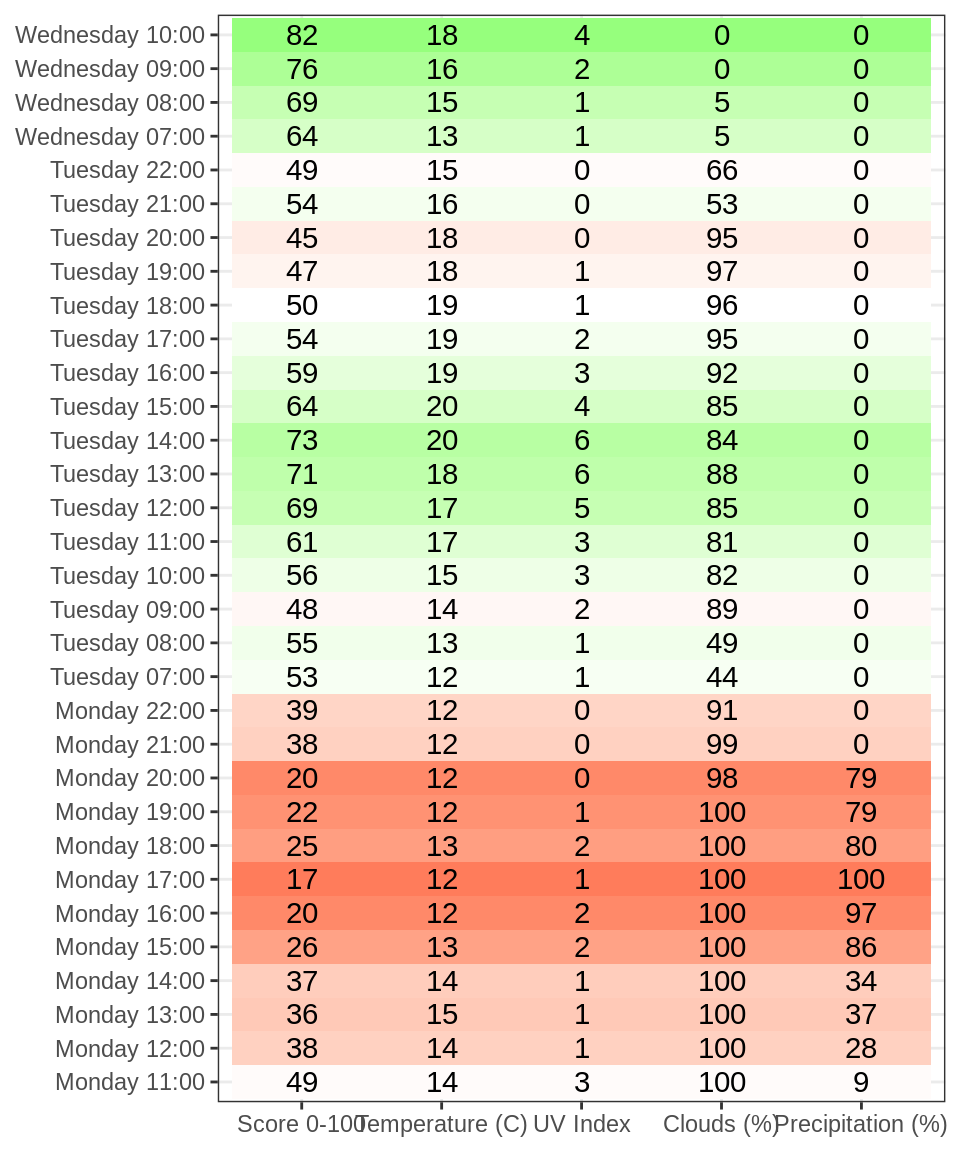 Wednesday 10:00 82 18 4 0 0
Wednesday 09:00 76 16 2 0 0
Wednesday 08:00 69 15 1 5 0
Wednesday 07:00 64 13 1 5 0
Tuesday 22:00 49 15 0 66 0
Tuesday 21:00 54 16 0 53 0
Tuesday 20:00 45 18 0 95 0
Tuesday 19:00 47 18 1 97 0
Tuesday 18:00 50 19 1 96 0
Tuesday 17:00 54 19 2 95 0
Tuesday 16:00 59 19 3 92 0
Tuesday 15:00 64 20 4 85 0
Tuesday 14:00 73 20 6 84 0
Tuesday 13:00 71 18 6 88 0
Tuesday 12:00 69 17 5 85 0
Tuesday 11:00 61 17 3 81 0
Tuesday 10:00 56 15 3 82 0
Tuesday 09:00 48 14 2 89 0
Tuesday 08:00 55 13 1 49 0
Tuesday 07:00 53 12 1 44 0
Monday 22:00 39 12 0 91 0
Monday 21:00 38 12 0 99 0
Monday 20:00 20 12 0 98 79
Monday 19:00 22 12 1 100 79
Monday 18:00 25 13 2 100 80
Monday 17:00 17 12 1 100 100
Monday 16:00 20 12 2 100 97
Monday 15:00 26 13 2 100 86
Monday 14:00 37 14 1 100 34
Monday 13:00 36 15 1 100 37
Monday 12:00 38 14 1 100 28
Monday 11:00 49 14 3 100 9
Score 0-100 Temperature (C) UV Index Clouds (%) Precipitation (%)